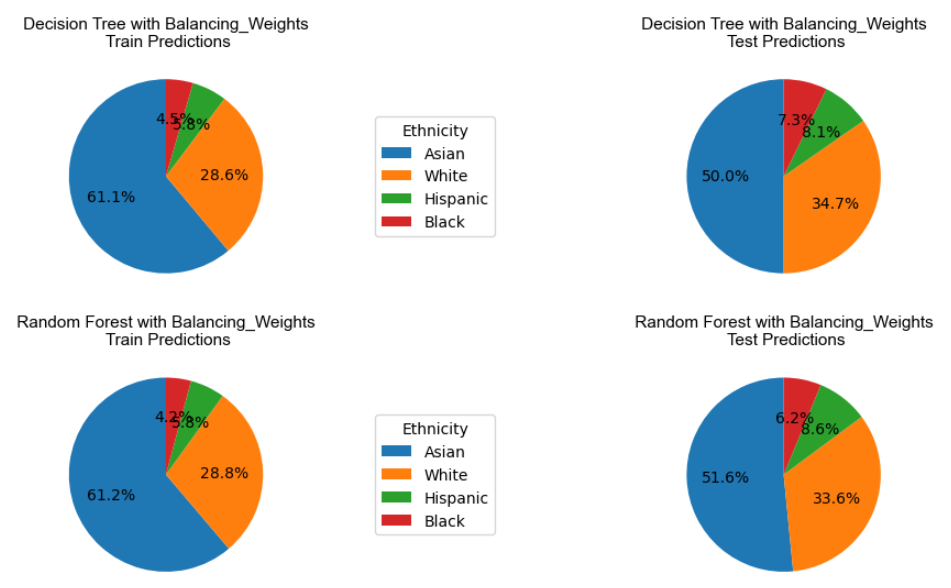 Decision Tree with Balancing_Weights
Train Predictions
4.5%
5.8%
28.6%
61.1%
Ethnicity
Asian
White
Hispanic
Black
Decision Tree with Balancing_Weights
Test Predictions
7.3%
8.1%
50.0%
34.7%
Random Forest with Balancing_Weights
Train Predictions
4.2%
5.8%
28.8%
61.2%
Ethnicity
Asian
White
Hispanic
Black
Random Forest with Balancing_Weights
Test Predictions
6.2%
8.6%
51.6%
33.6%